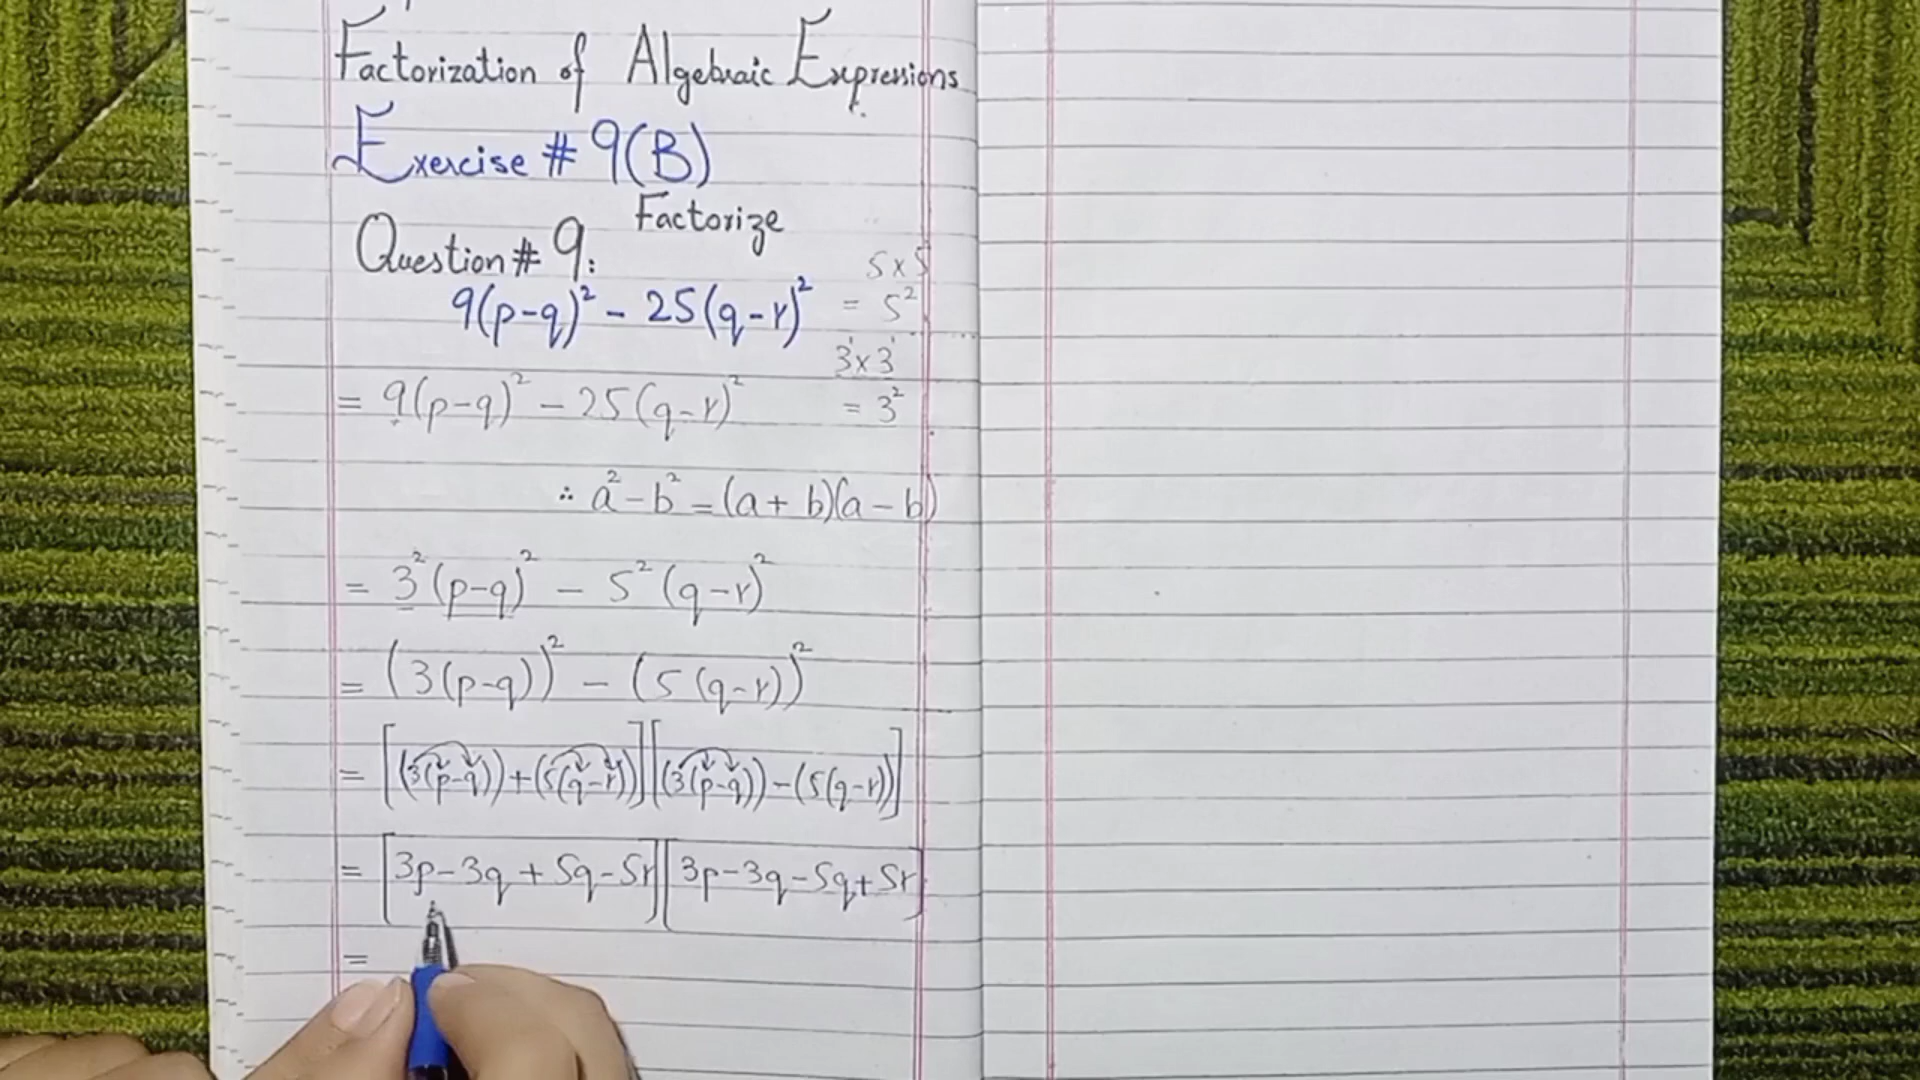 Factorization of Algebraic Expressions
Exercise # 9(B)
Factorize
Question # 9:
5 x 5
9(p-q)² - 25(q-r)² = 5²
3¹ x 3¹
= 9(p-q)² - 25(q-r)² = 3²
∴ a² - b² = (a + b)(a - b)
= 3²(p-q)² - 5²(q-r)²
= (3(p-q))² - (5(q-r))²
= [(3(p-q))+(5(q-r))][(3(p-q))-(5(q-r))]
= [3p-3q+5q-5r][3p-3q-5q+5r]
=